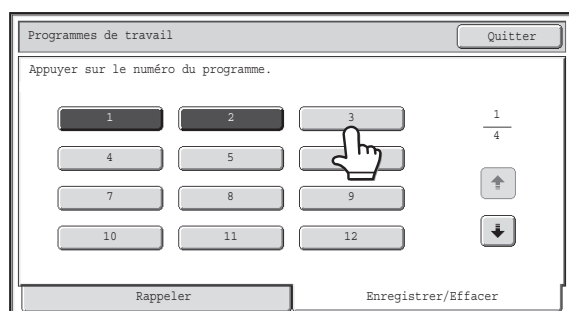 Programmes de travail
Quitter
Appuyer sur le numéro du programme.
1 2 3
4 5
7 8 9
10 11 12
1
4
Rappeler
Enregistrer/Effacer